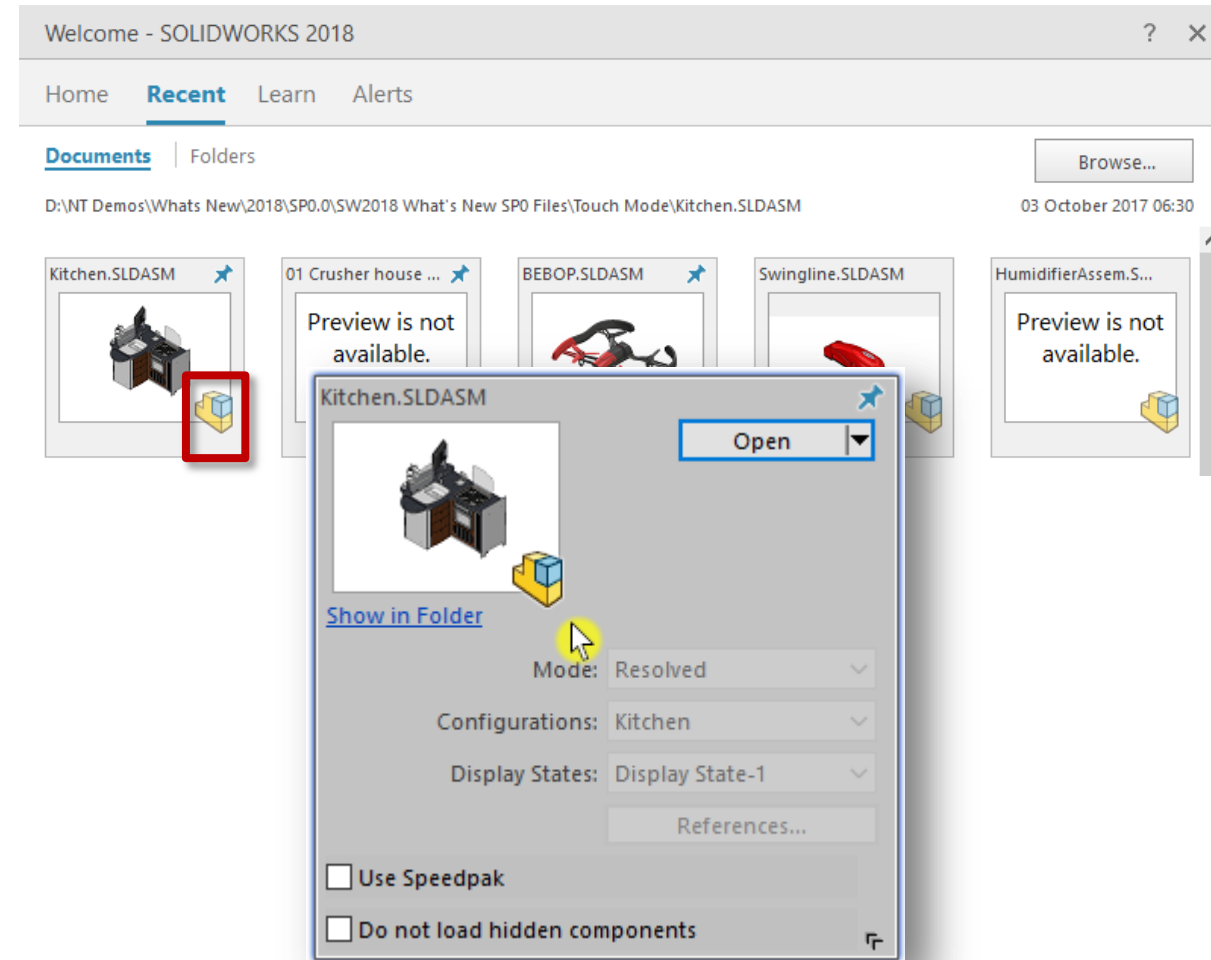 Welcome - SOLIDWORKS 2018
?
Home Recent Learn Alerts
Documents Folders
Browse...
D:\NT Demos\Whats New\2018\SP0.0\SW2018 What's New SP0 Files\Touch Mode\Kitchen.SLDASM
03 October 2017 06:30
Kitchen.SLDASM
01 Crusher house ...
BEBOP.SLDASM
Swingline.SLDASM
HumidifierAssem.S...
Preview is not
available.
Preview is not
available.
Kitchen.SLDASM
Open
Show in Folder
Mode: Resolved
Configurations: Kitchen
Display States: Display State-1
References...
Use Speedpak
Do not load hidden components